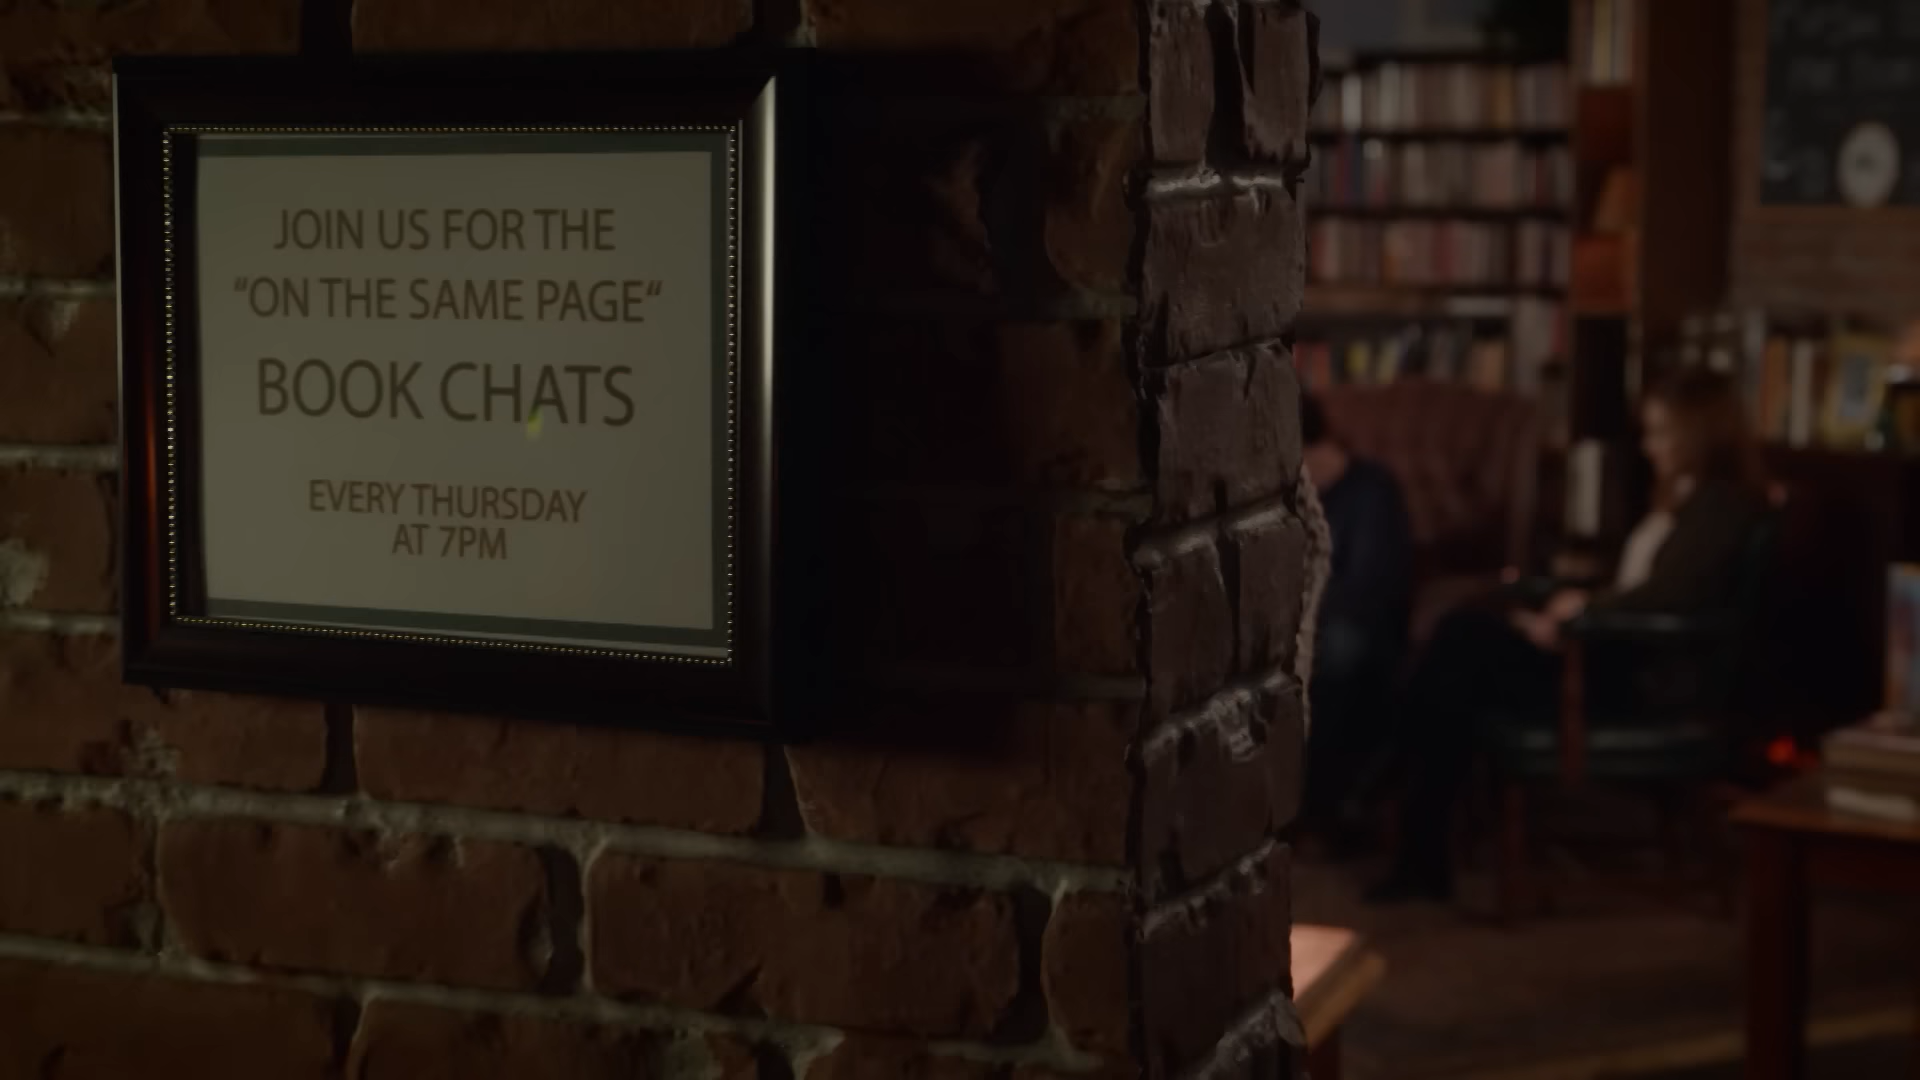 JOIN US FOR THE
“ON THE SAME PAGE“
BOOK CHATS
EVERY THURSDAY
AT 7PM